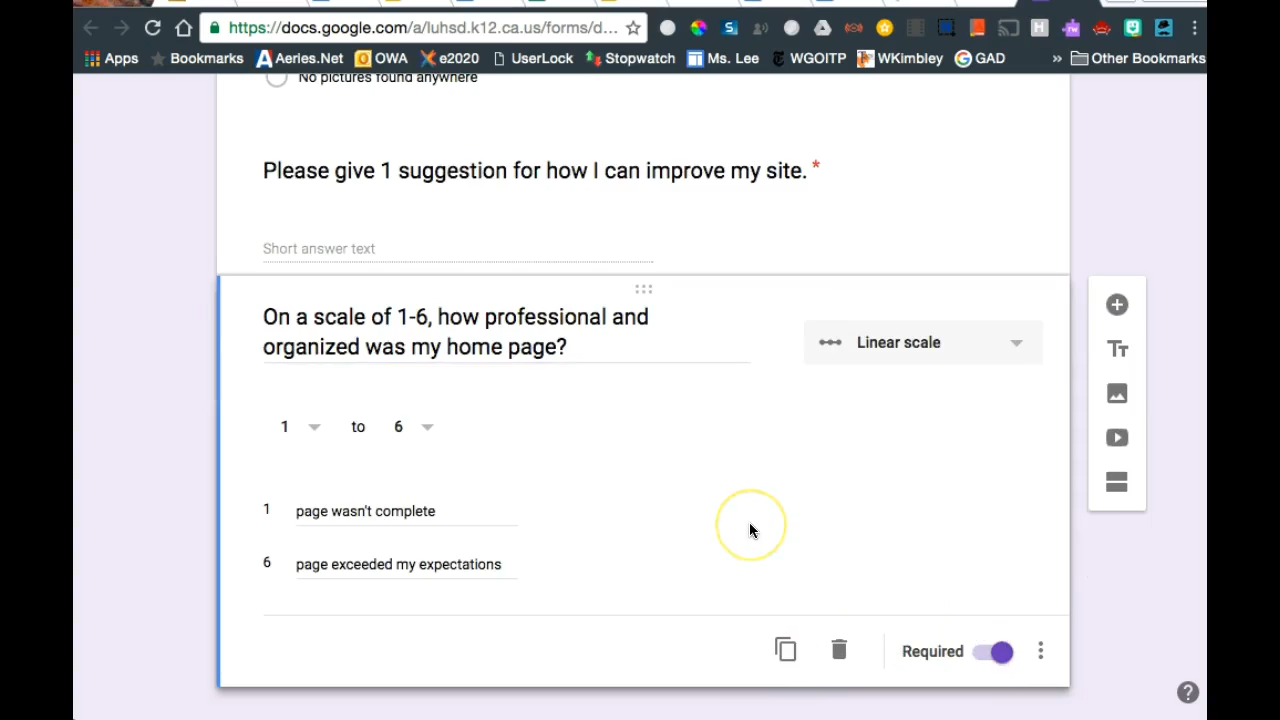 https://docs.google.com/a/luhsd.k12.ca.us/forms/d...
Apps Bookmarks Aeries.Net OWA e2020 UserLock Stopwatch Ms. Lee WGOITP WKimbley GAD » Other Bookmarks
No pictures found anywhere
Please give 1 suggestion for how I can improve my site. *
Short answer text
On a scale of 1-6, how professional and
organized was my home page?
Linear scale
1 to 6
1 page wasn't complete
6 page exceeded my expectations
Required